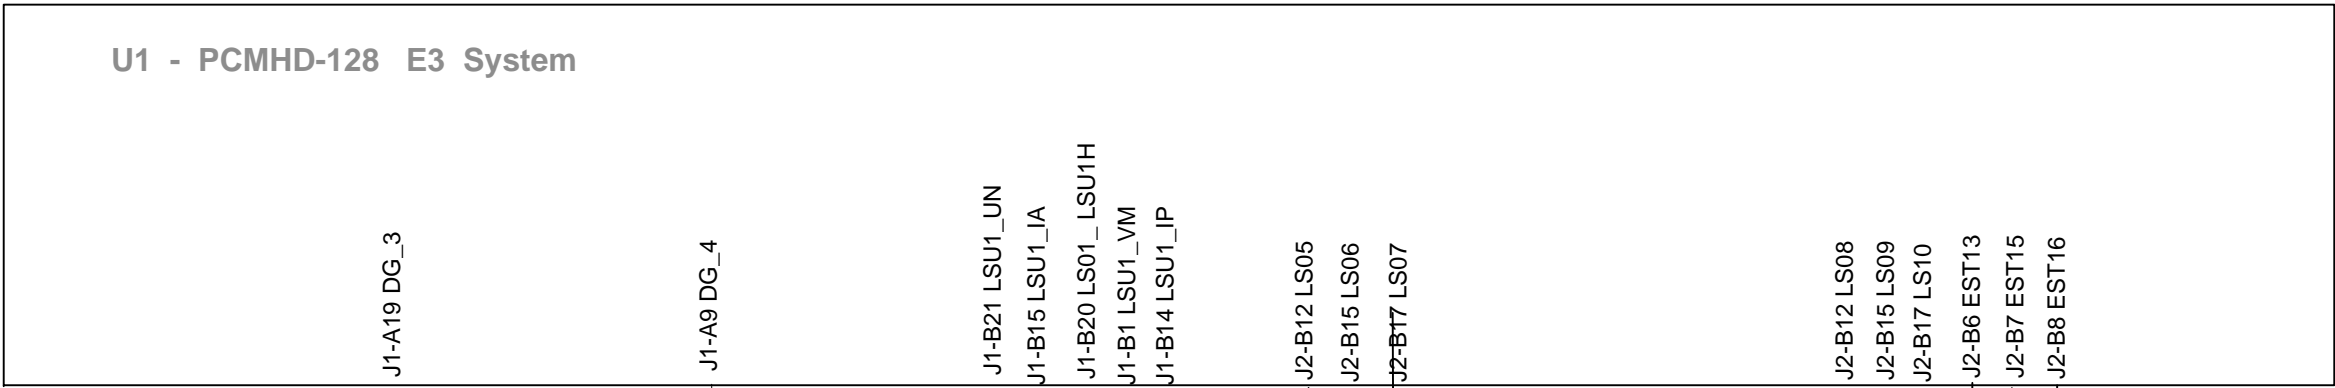 U1 - PCMHD-128 E3 System
J1-A19 DG_3
J1-A9 DG_4
J1-B21 LSU1_UN
J1-B15 LSU1_IA
J1-B20 LS01_ LSU1H
J1-B1 LSU1_VM
J1-B14 LSU1_IP
J2-B12 LS05
J2-B15 LS06
J2-B17 LS07
J2-B12 LS08
J2-B15 LS09
J2-B17 LS10
J2-B6 EST13
J2-B7 EST15
J2-B8 EST16